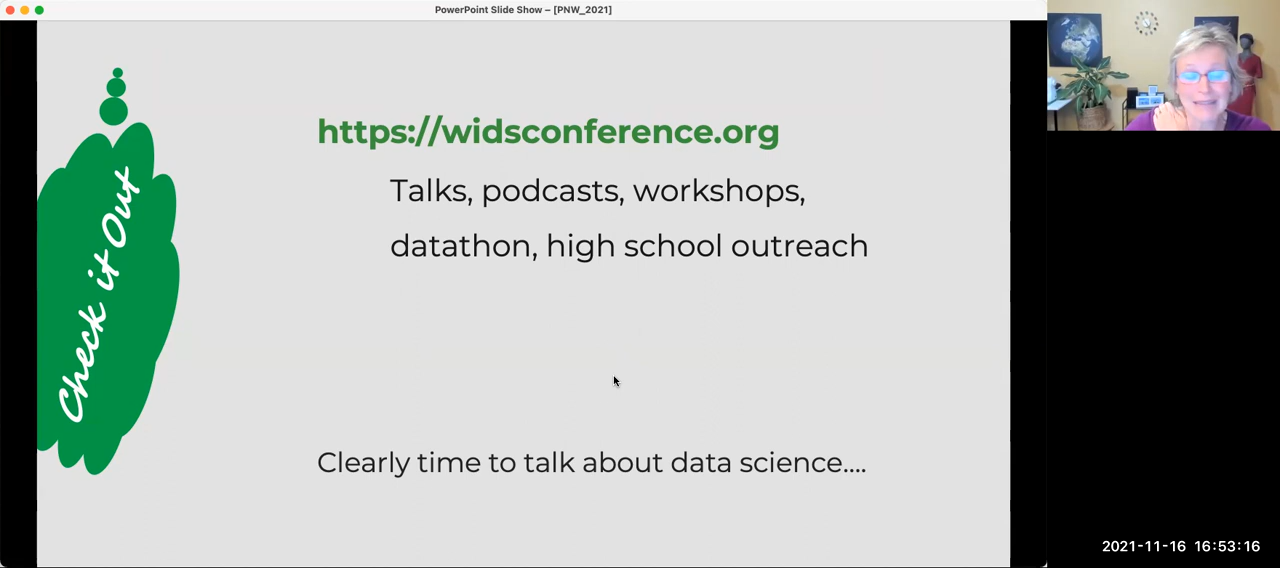 PowerPoint Slide Show – [PNW_2021]
Check it Out
https://widsconference.org
Talks, podcasts, workshops,
datathon, high school outreach
Clearly time to talk about data science....
2021-11-16 16:53:16